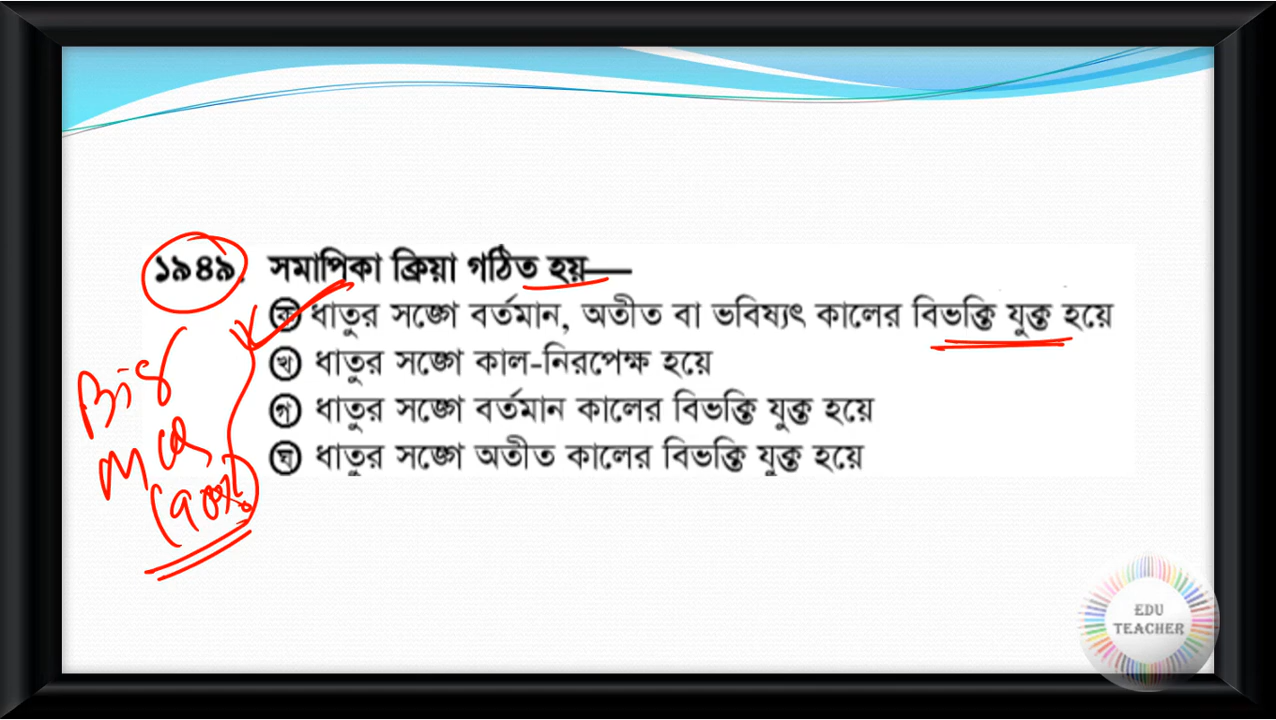 ১৯৪৯. সমাপিকা ক্রিয়া গঠিত হয়——
ক ধাতুর সঙ্গে বর্তমান, অতীত বা ভবিষ্যৎ কালের বিভক্তি যুক্ত হয়ে
খ ধাতুর সঙ্গে কাল-নিরপেক্ষ হয়ে
গ ধাতুর সঙ্গে বর্তমান কালের বিভক্তি যুক্ত হয়ে
ঘ ধাতুর সঙ্গে অতীত কালের বিভক্তি যুক্ত হয়ে
EDU
TEACHER